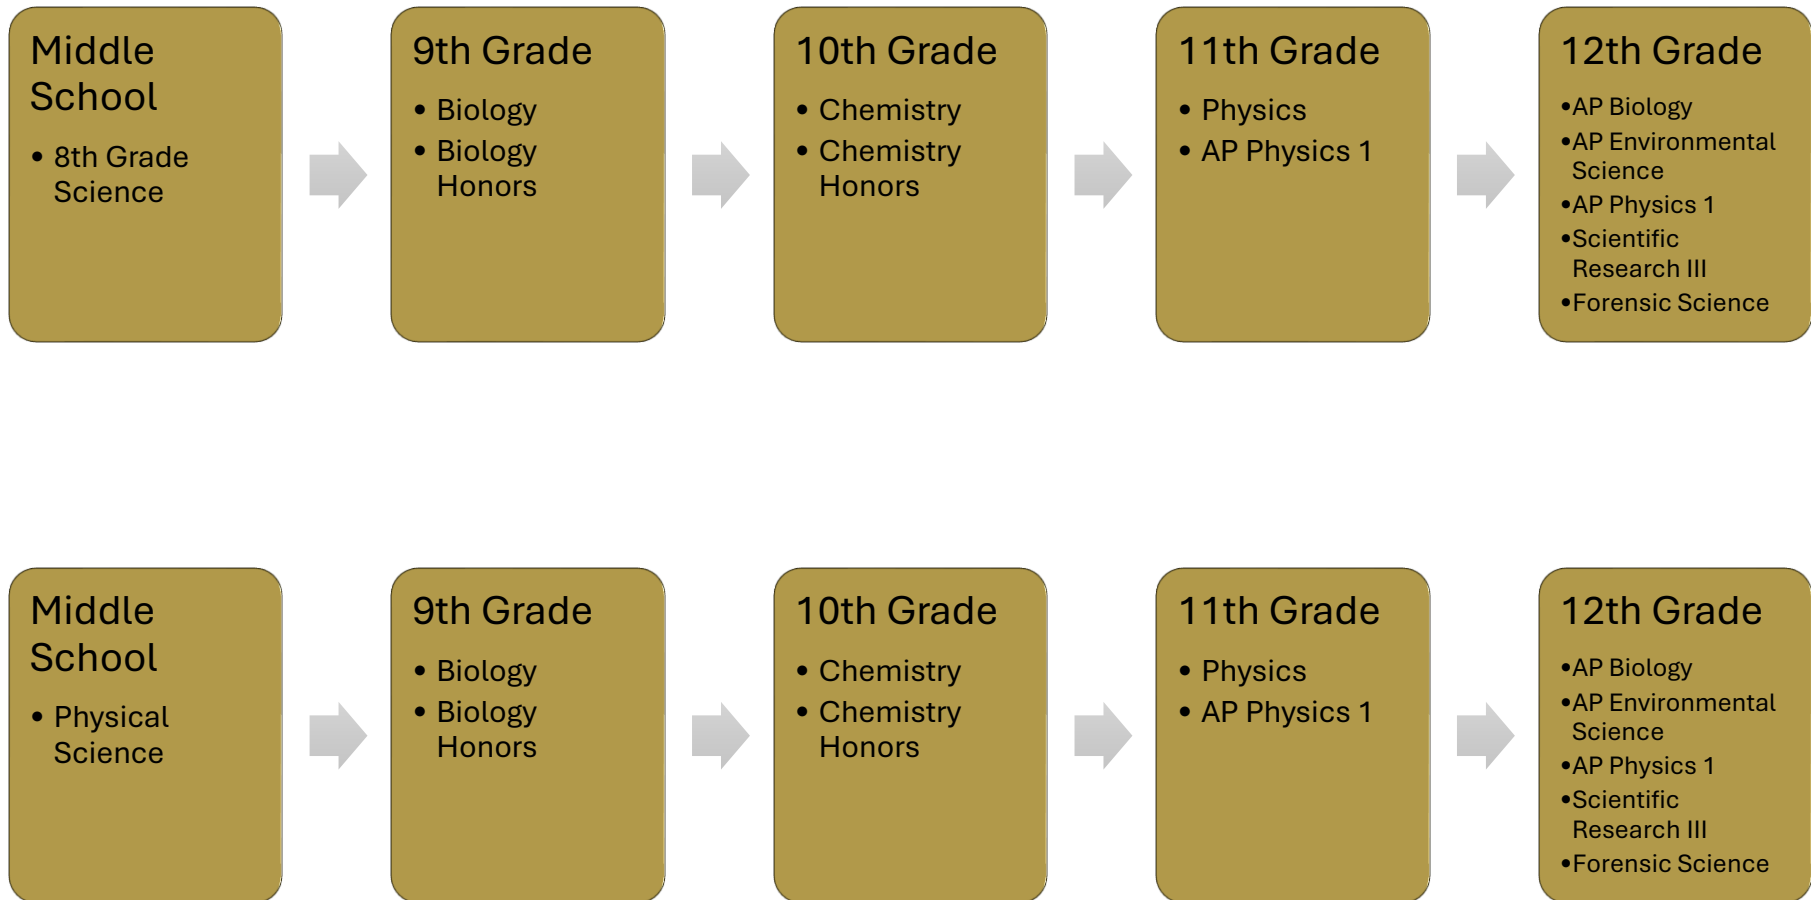 Middle
School
• 8th Grade
Science
9th Grade
• Biology
• Biology
Honors
10th Grade
• Chemistry
• Chemistry
Honors
11th Grade
• Physics
• AP Physics 1
12th Grade
•AP Biology
•AP Environmental
Science
•AP Physics 1
•Scientific
Research III
•Forensic Science
Middle
School
• Physical
Science
9th Grade
• Biology
• Biology
Honors
10th Grade
• Chemistry
• Chemistry
Honors
11th Grade
• Physics
• AP Physics 1
12th Grade
•AP Biology
•AP Environmental
Science
•AP Physics 1
•Scientific
Research III
•Forensic Science